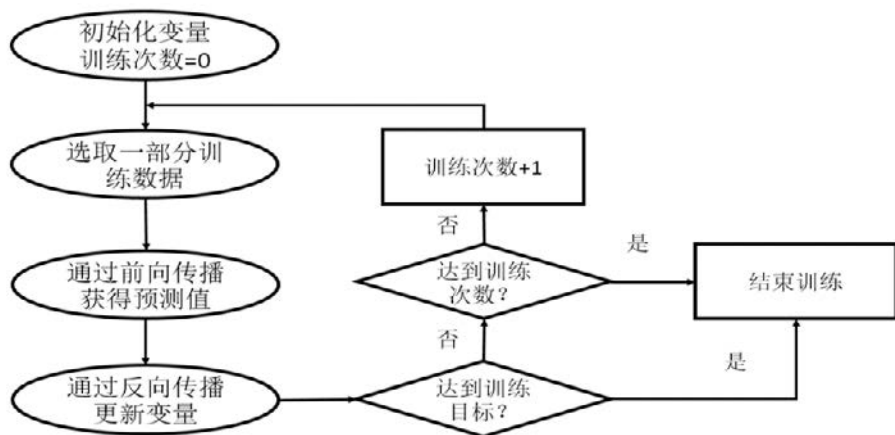 初始化变量
训练次数=0
选取一部分训
练数据
通过前向传播
获得预测值
通过反向传播
更新变量
达到训练
目标?
否
是
达到训练
次数?
否
是
训练次数+1
结束训练